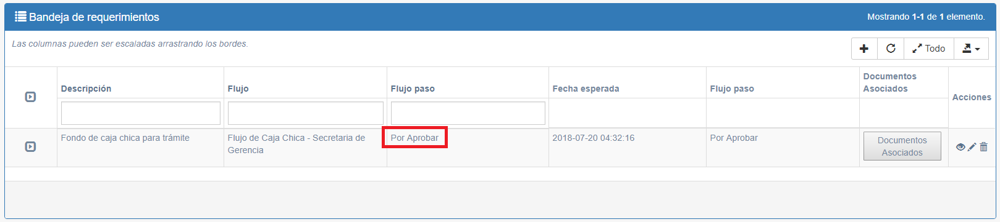 Bandeja de requerimientos
Mostrando 1-1 de 1 elemento.
Las columnas pueden ser escaladas arrastrando los bordes.
Todo
Descripción
Flujo
Flujo paso
Fecha esperada
Flujo paso
Documentos
Asociados
Acciones
Fondo de caja chica para trámite
Flujo de Caja Chica - Secretaria de
Gerencia
Por Aprobar
2018-07-20 04:32:16
Por Aprobar
Documentos
Asociados